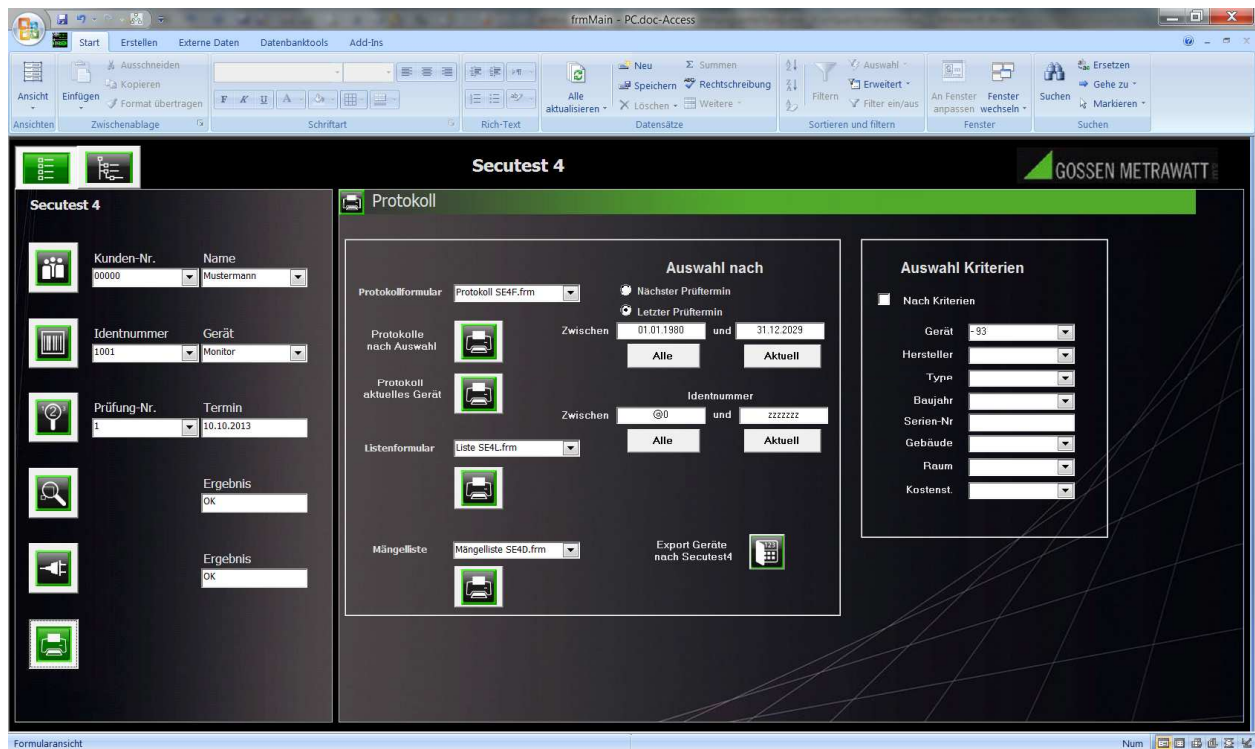 frmMain - PC.doc-Access
Start Erstellen Externe Daten Datenbanktools Add-Ins
Ansicht
Ansichten
Einfügen
Ausschneiden
Kopieren
Format übertragen
Zwischenablage
F K U A
Schriftart
Rich-Text
Alle aktualisieren
Neu
Speichern
Löschen
Σ Summen
Rechtschreibung
Weitere
Datensätze
Filtern
Auswahl
Erweitert
Filter ein/aus
Sortieren und filtern
An Fenster anpassen
Fenster wechseln
Fenster
Suchen
Ersetzen
Gehe zu
Markieren
Suchen
Secutest 4
GOSSEN METRAWATT
Secutest 4
Kunden-Nr. Name
00000 Mustermann
Identnummer Gerät
1001 Monitor
Prüfung-Nr. Termin
1 10.10.2013
Ergebnis
OK
Ergebnis
OK
Protokoll
Protokollformular Protokoll SE4F.frm
Protokolle
nach Auswahl
Protokoll
aktuelles Gerät
Listenformular Liste SE4L.frm
Mängelliste Mängelliste SE4D.frm
Auswahl nach
Nächster Prüftermin
Letzter Prüftermin
Zwischen 01.01.1980 und 31.12.2029
Alle Aktuell
Identnummer
Zwischen @0 und zzzzzzz
Alle Aktuell
Export Geräte
nach Secutest4
123
Auswahl Kriterien
Nach Kriterien
Gerät - 93
Hersteller
Type
Baujahr
Serien-Nr
Gebäude
Raum
Kostenst.
Formularansicht
Num